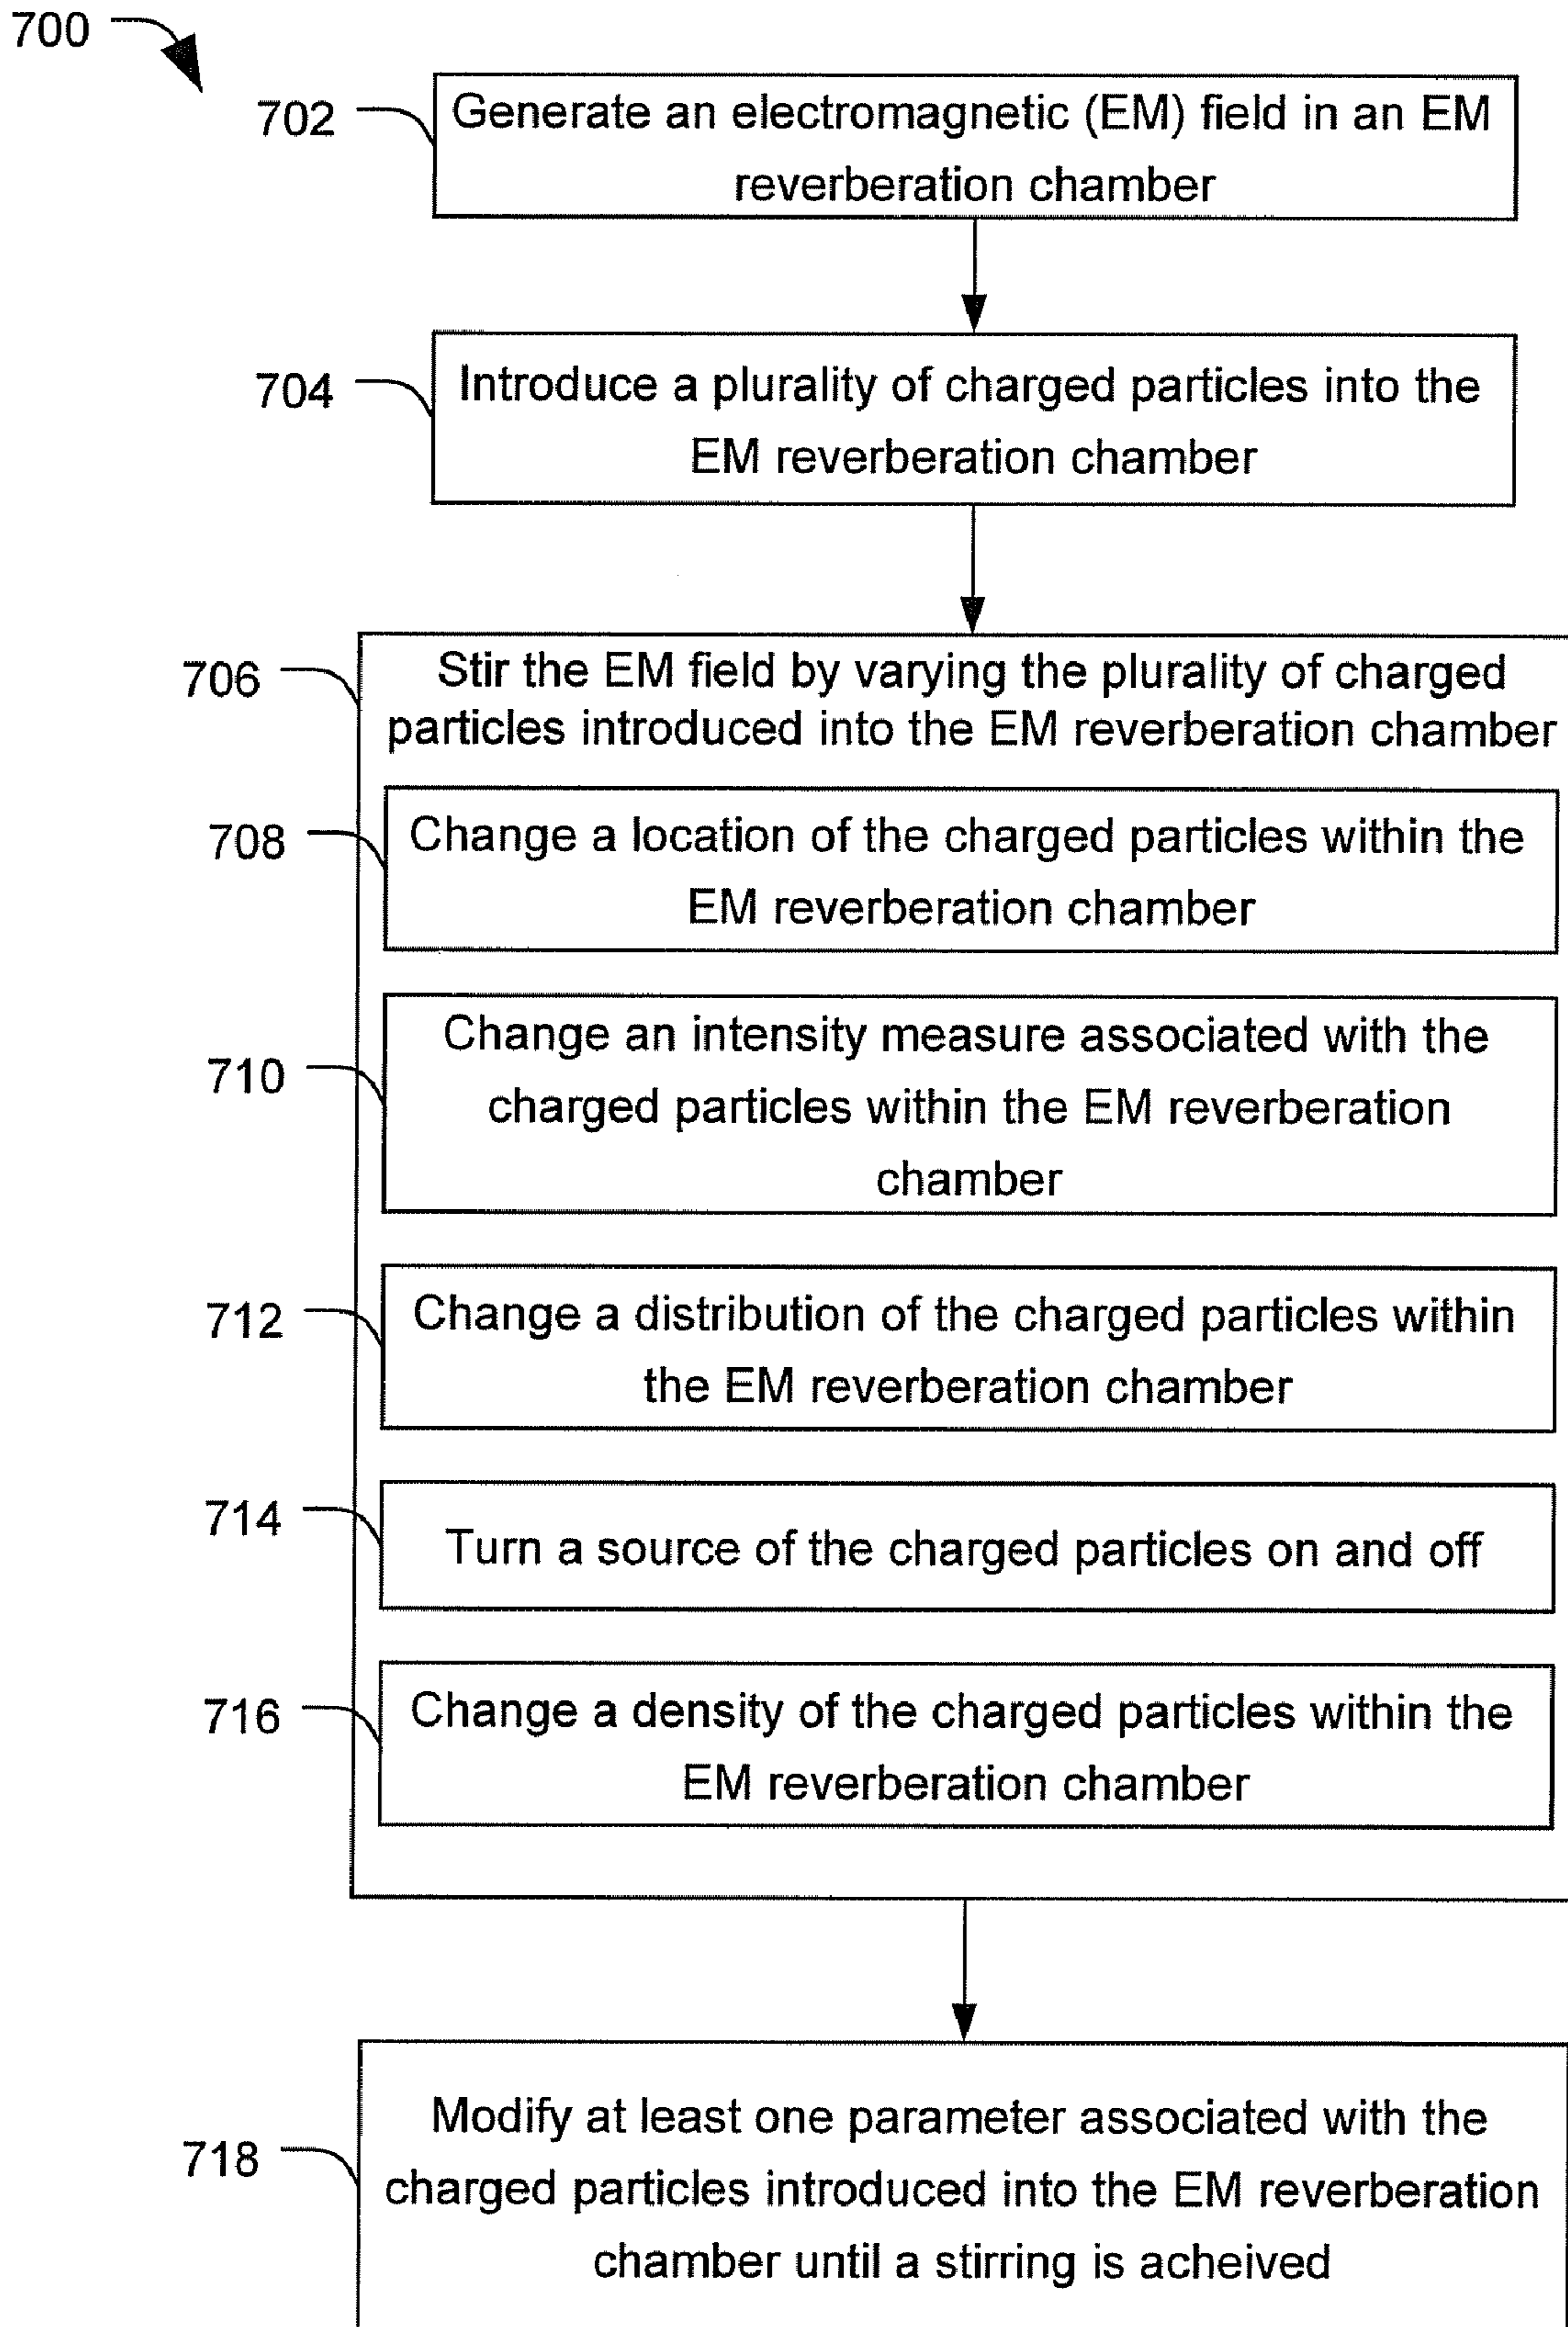 700
702
Generate an electromagnetic (EM) field in an EM
reverberation chamber
704
Introduce a plurality of charged particles into the
EM reverberation chamber
706
Stir the EM field by varying the plurality of charged
particles introduced into the EM reverberation chamber
708
Change a location of the charged particles within the
EM reverberation chamber
710
Change an intensity measure associated with the
charged particles within the EM reverberation
chamber
712
Change a distribution of the charged particles within
the EM reverberation chamber
714
Turn a source of the charged particles on and off
716
Change a density of the charged particles within the
EM reverberation chamber
718
Modify at least one parameter associated with the
charged particles introduced into the EM reverberation
chamber until a stirring is acheived